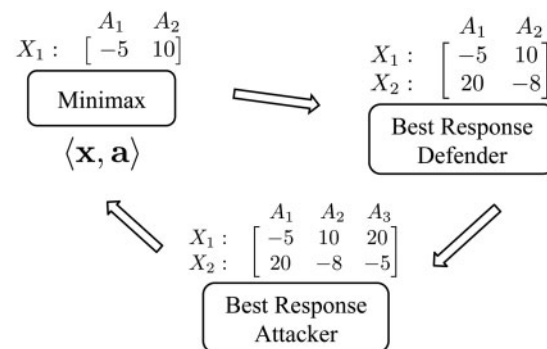 A₁ A₂
X₁ : [ −5 10 ]
Minimax
⟨x, a⟩
A₁ A₂
X₁ : [ −5 10 ]
X₂ : [ 20 −8 ]
Best Response
Defender
A₁ A₂ A₃
X₁ : [ −5 10 20 ]
X₂ : [ 20 −8 −5 ]
Best Response
Attacker